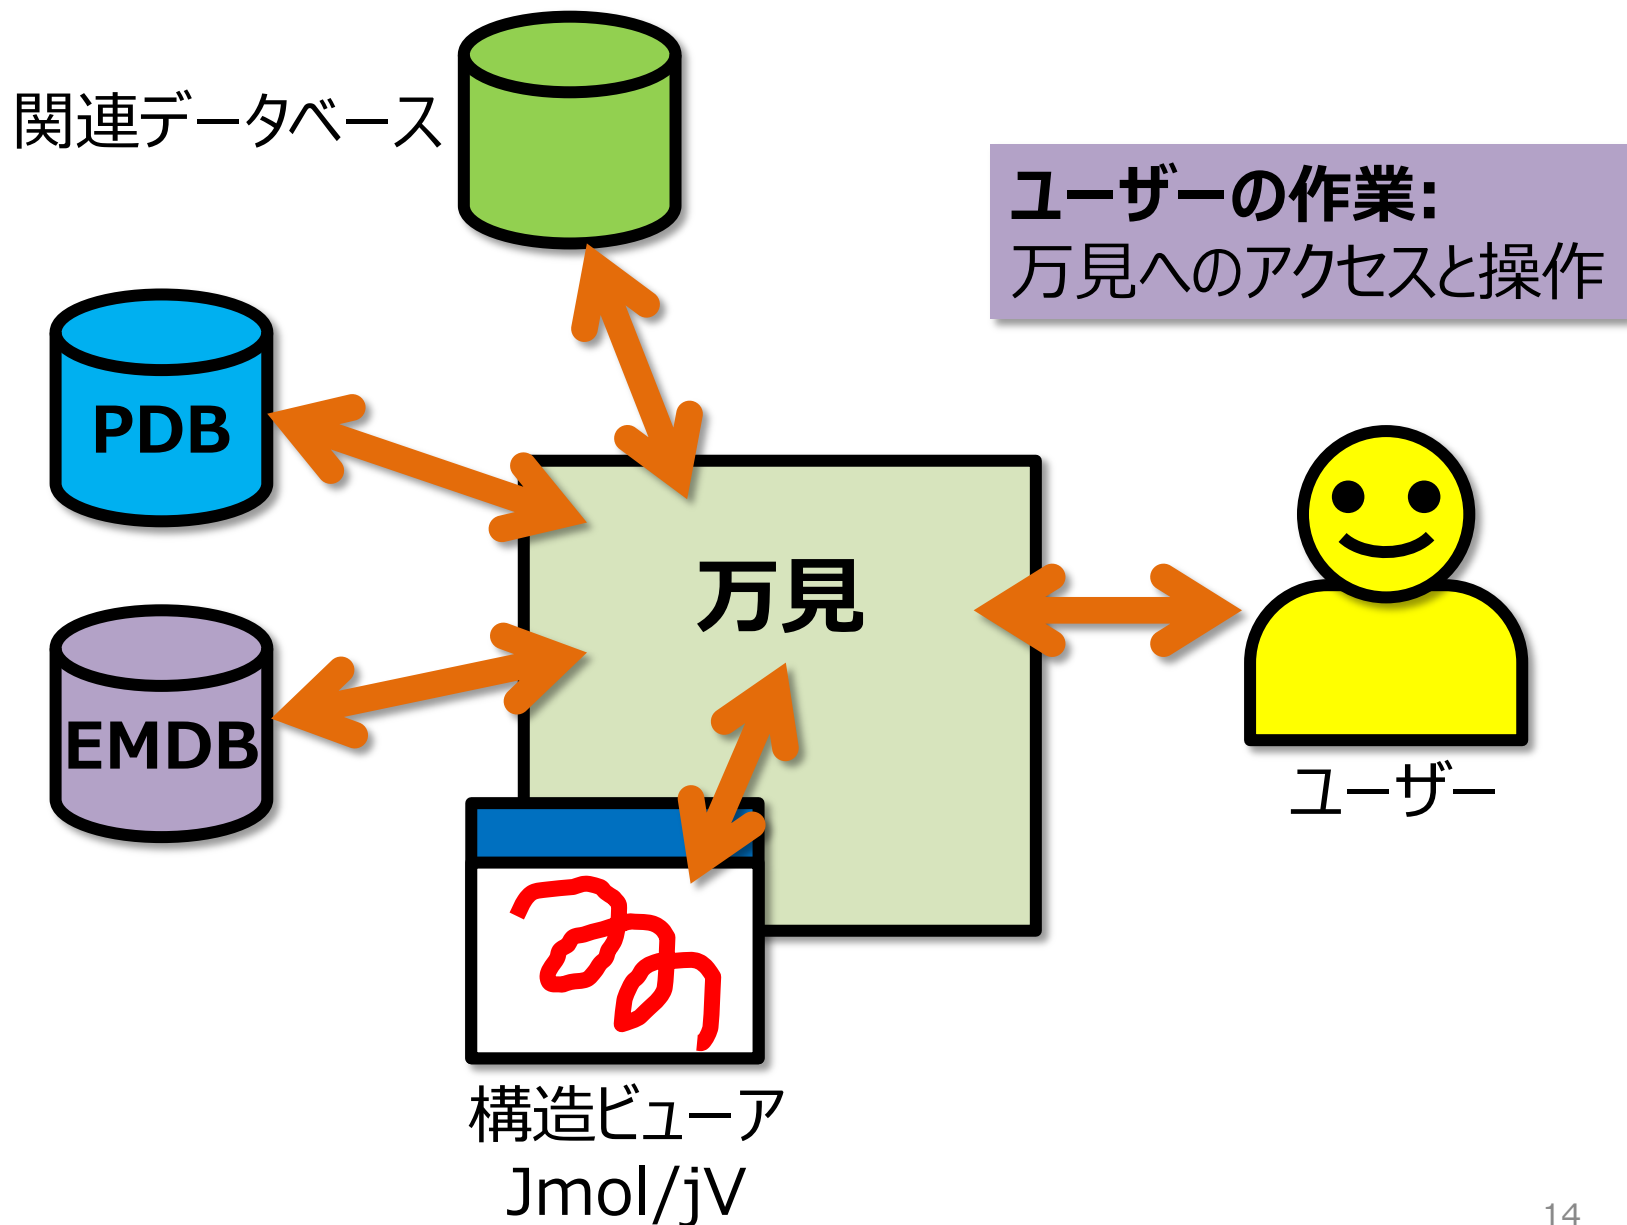 関連データベース
ユーザーの作業:
万見へのアクセスと操作
PDB
万見
EMDB
ユーザー
構造ビューア
Jmol/jV
14